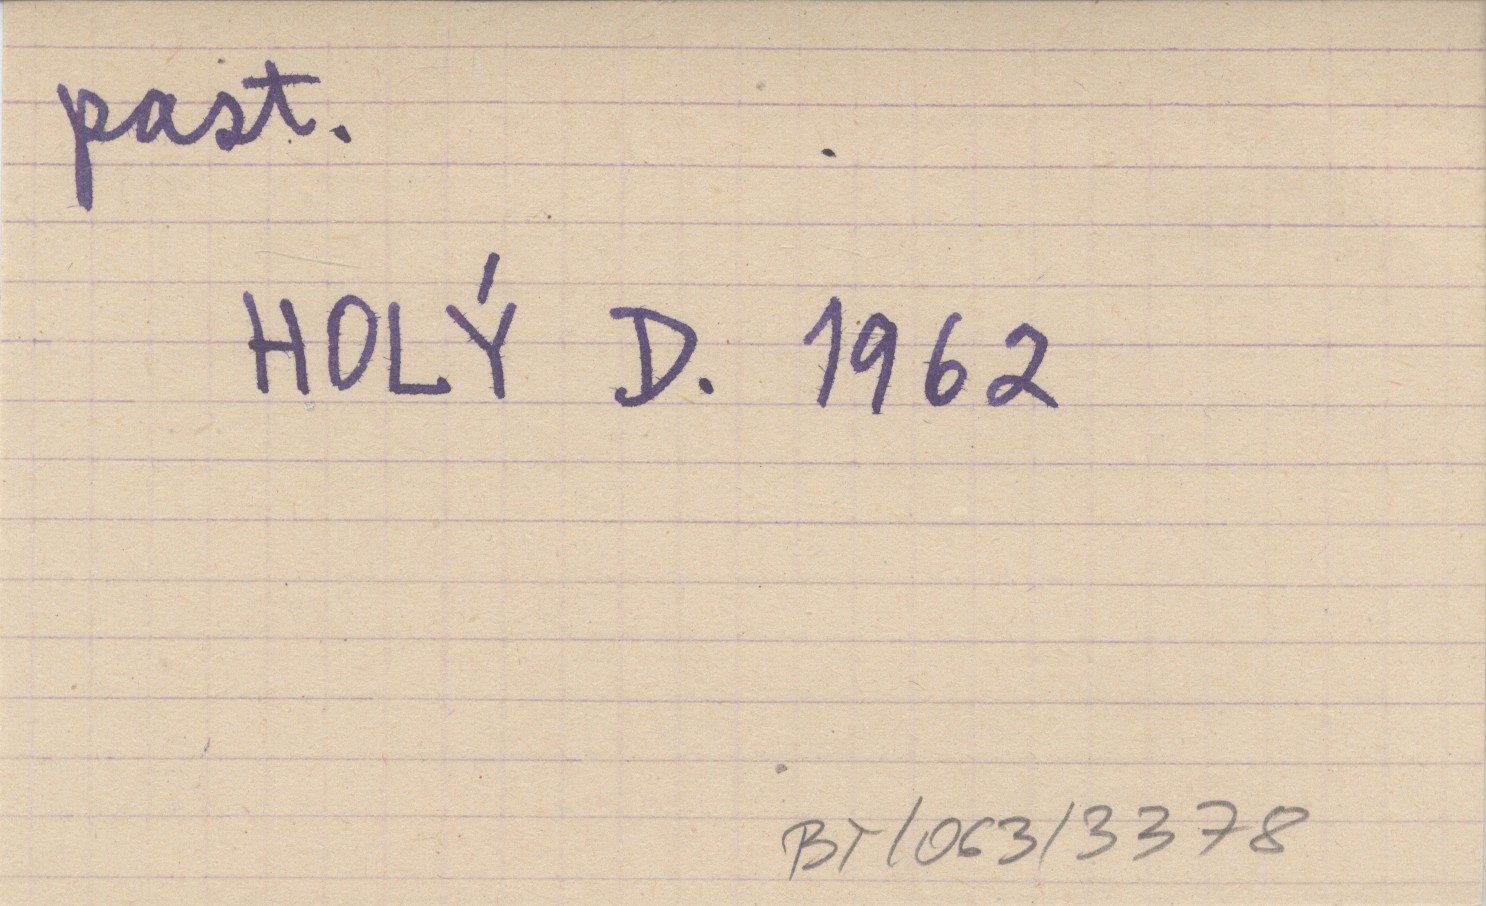 past.
HOLÝ D. 1962
BT/063/3378